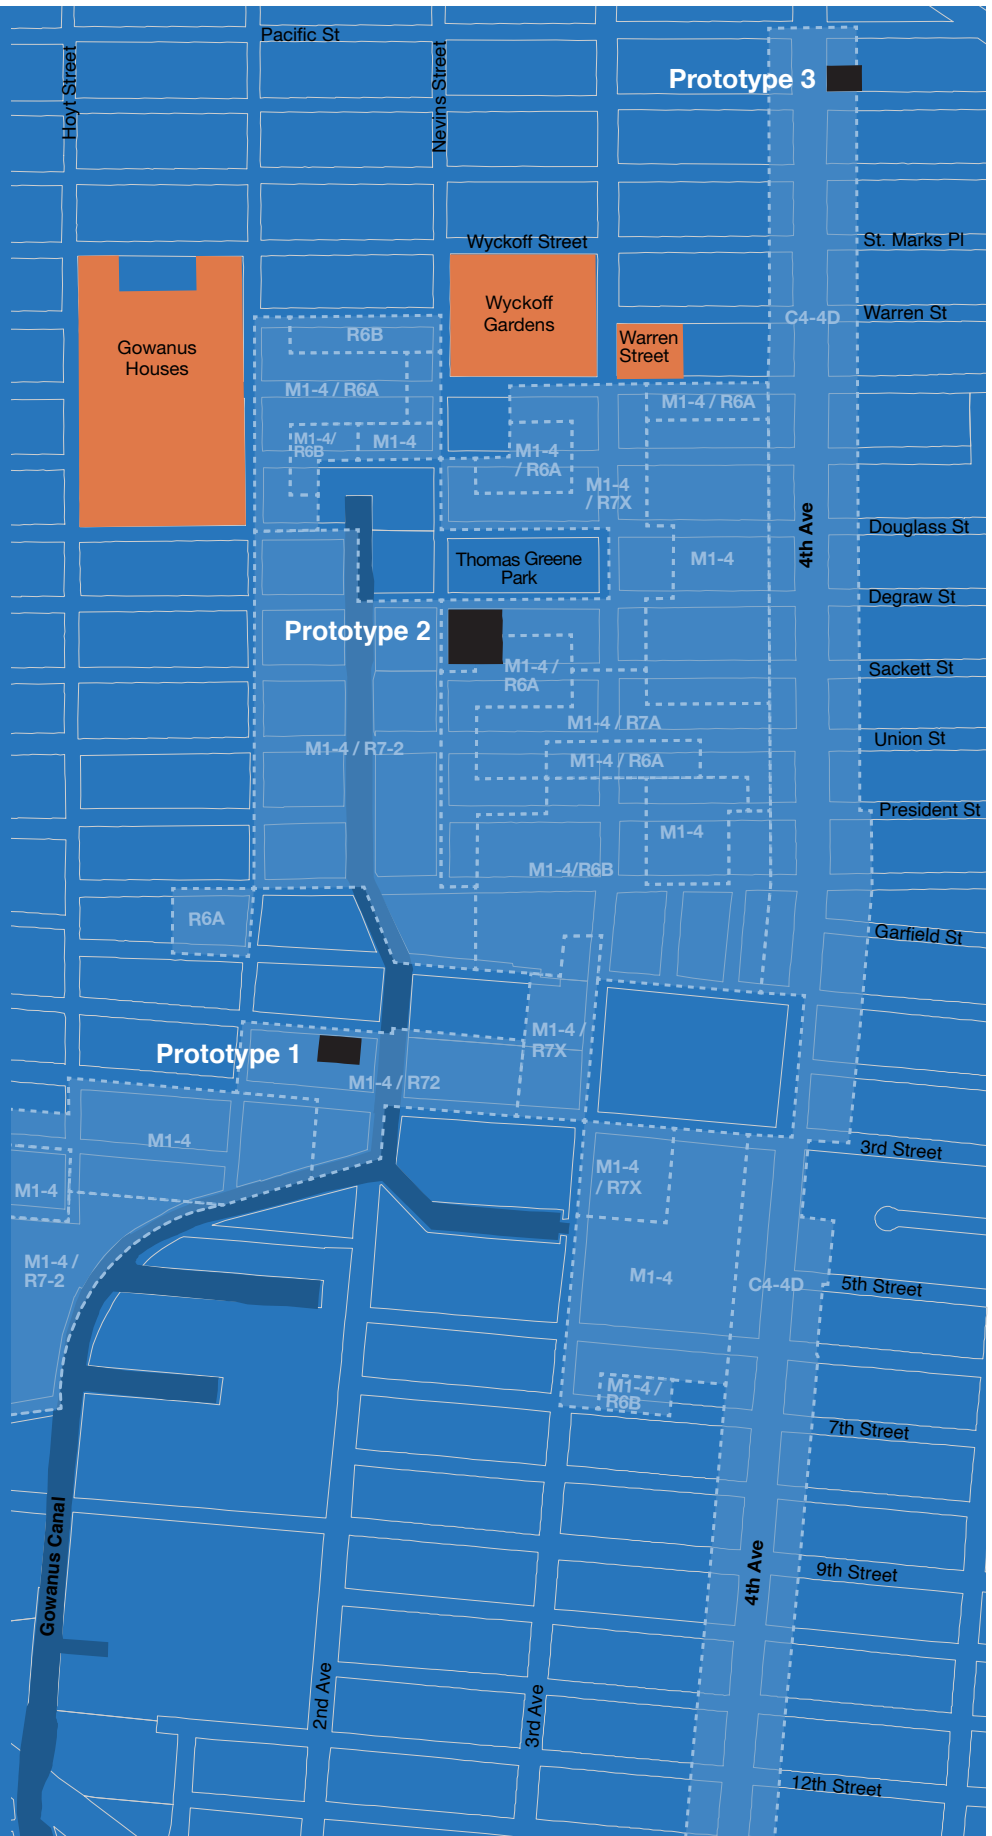 Pacific St
Hoyt Street
Nevins Street
Prototype 3
Wyckoff Street
St. Marks Pl
Wyckoff
Gardens
Warren St
C4-4D
R6B
Warren
Street
Gowanus
Houses
M1-4 / R6A
M1-4 / R6A
M1-4/
R6B
M1-4
M1-4
/ R6A
M1-4
/ R7X
4th Ave
Douglass St
Thomas Greene
Park
M1-4
Degraw St
Prototype 2
M1-4 /
R6A
Sackett St
M1-4 / R7A
Union St
M1-4 / R7-2
M1-4 / R6A
President St
M1-4
M1-4/R6B
R6A
Garfield St
M1-4 /
R7X
Prototype 1
M1-4 / R72
M1-4
3rd Street
M1-4
/ R7X
M1-4
M1-4 /
R7-2
M1-4
C4-4D
5th Street
M1-4 /
R6B
7th Street
Gowanus Canal
4th Ave
9th Street
2nd Ave
3rd Ave
12th Street